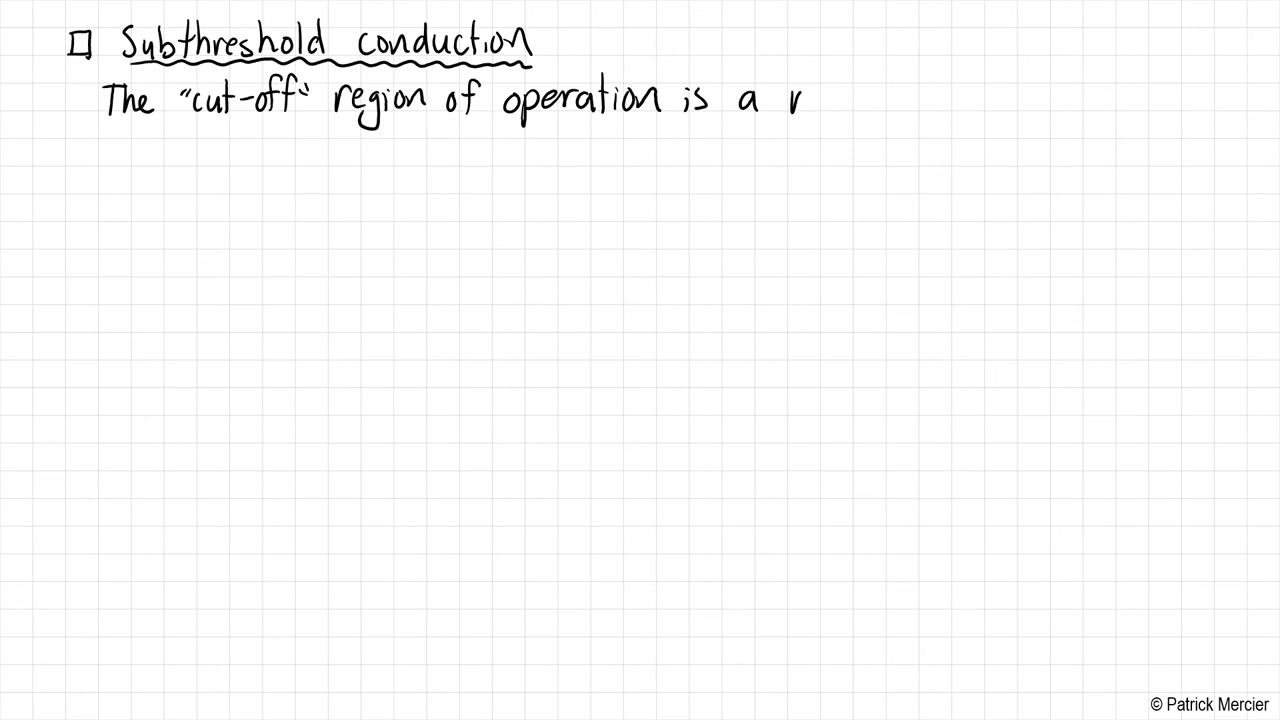 Subthreshold conduction
The "cut-off" region of operation is a r
© Patrick Mercier